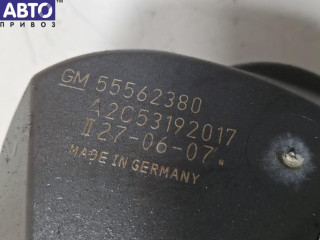 АВТО
ПРИВОЗ
GM 55562380
A2C53192017
II 27-06-07
MADE IN GERMANY